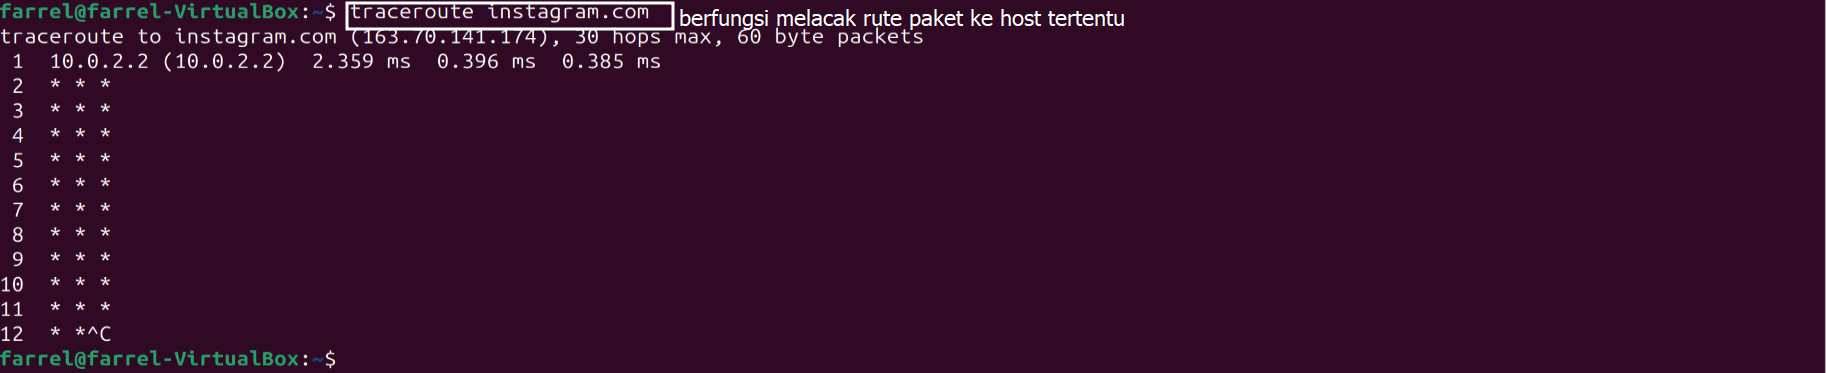 farrel@farrel-VirtualBox:~$ traceroute instagram.com berfungsi melacak rute paket ke host tertentu
traceroute to instagram.com (163.70.141.174), 30 hops max, 60 byte packets
 1  10.0.2.2 (10.0.2.2)  2.359 ms  0.396 ms  0.385 ms
 2  * * *
 3  * * *
 4  * * *
 5  * * *
 6  * * *
 7  * * *
 8  * * *
 9  * * *
10  * * *
11  * * *
12  * *^C
farrel@farrel-VirtualBox:~$